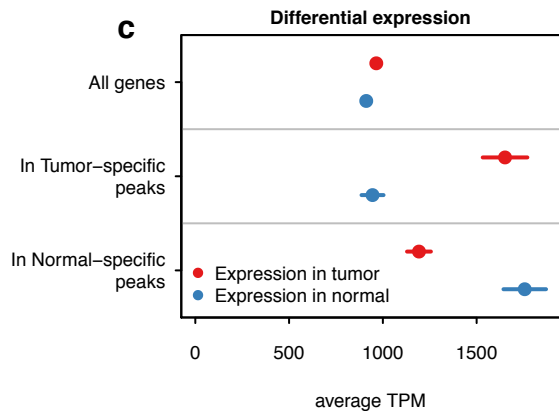 c
Differential expression
All genes
In Tumor−specific
peaks
In Normal−specific
peaks
Expression in tumor
Expression in normal
0 500 1000 1500
average TPM